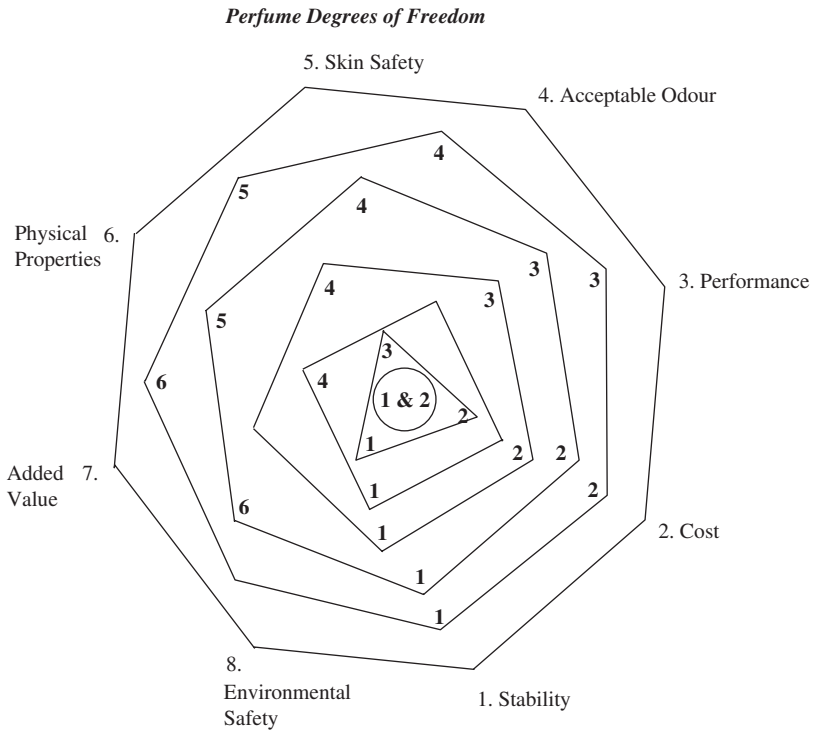 Perfume Degrees of Freedom
5. Skin Safety
4. Acceptable Odour
4
5
4
Physical 6.
Properties
3
3
3. Performance
4
3
5
3
6
4
1 & 2
2
1
2
2
Added 7.
Value
1
2
6
1
2. Cost
1
1
8.
Environmental
Safety
1. Stability